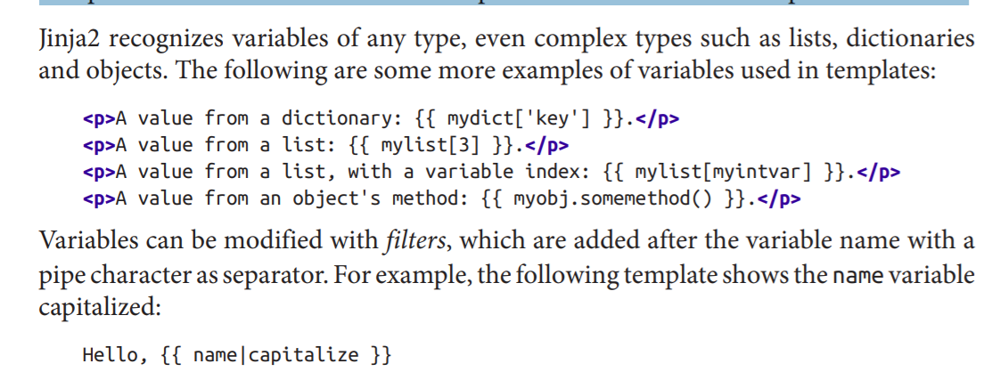 Jinja2 recognizes variables of any type, even complex types such as lists, dictionaries
and objects. The following are some more examples of variables used in templates:
<p>A value from a dictionary: {{ mydict['key'] }}.</p>
<p>A value from a list: {{ mylist[3] }}.</p>
<p>A value from a list, with a variable index: {{ mylist[myintvar] }}.</p>
<p>A value from an object's method: {{ myobj.somemethod() }}.</p>
Variables can be modified with filters, which are added after the variable name with a
pipe character as separator. For example, the following template shows the name variable
capitalized:
Hello, {{ name|capitalize }}